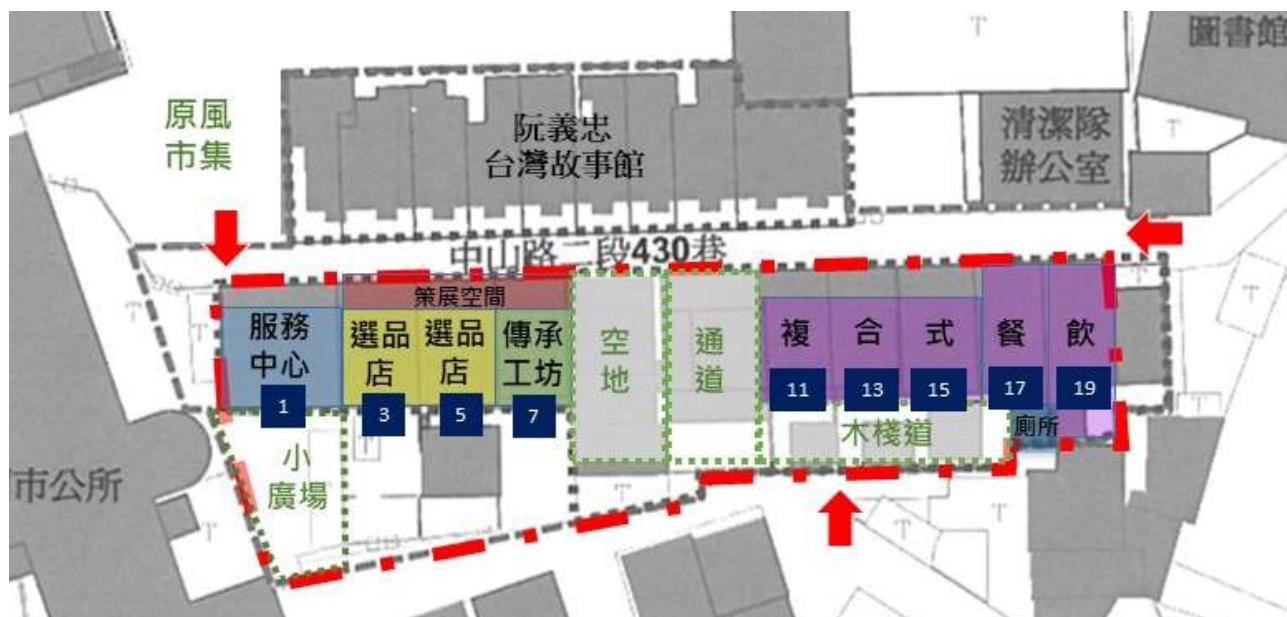 圖書館
原風
市集
阮義忠
台灣故事館
清潔隊
辦公室
中山路二段430巷
策展空間
服務
中心
1
選品
店
3
選品
店
5
傳承
工坊
7
空
地
通
道
複
11
合
13
式
15
餐
17
飲
19
木棧道
廁所
小
廣場
市公所